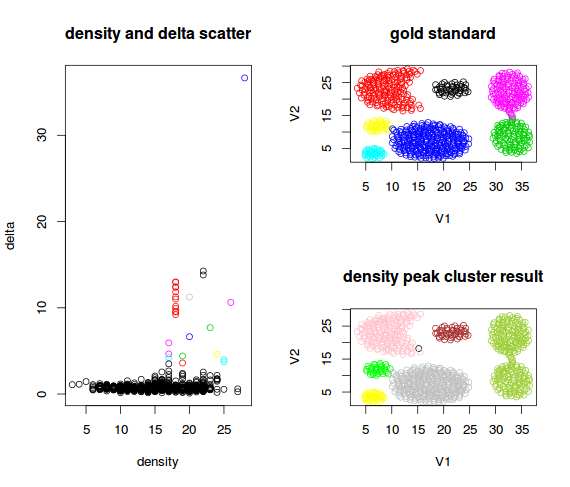 density and delta scatter
delta
0 10 20 30
5 10 15 20 25
density
gold standard
V2
5 15 25
5 10 15 20 25 30 35
V1
density peak cluster result
V2
5 15 25
5 10 15 20 25 30 35
V1